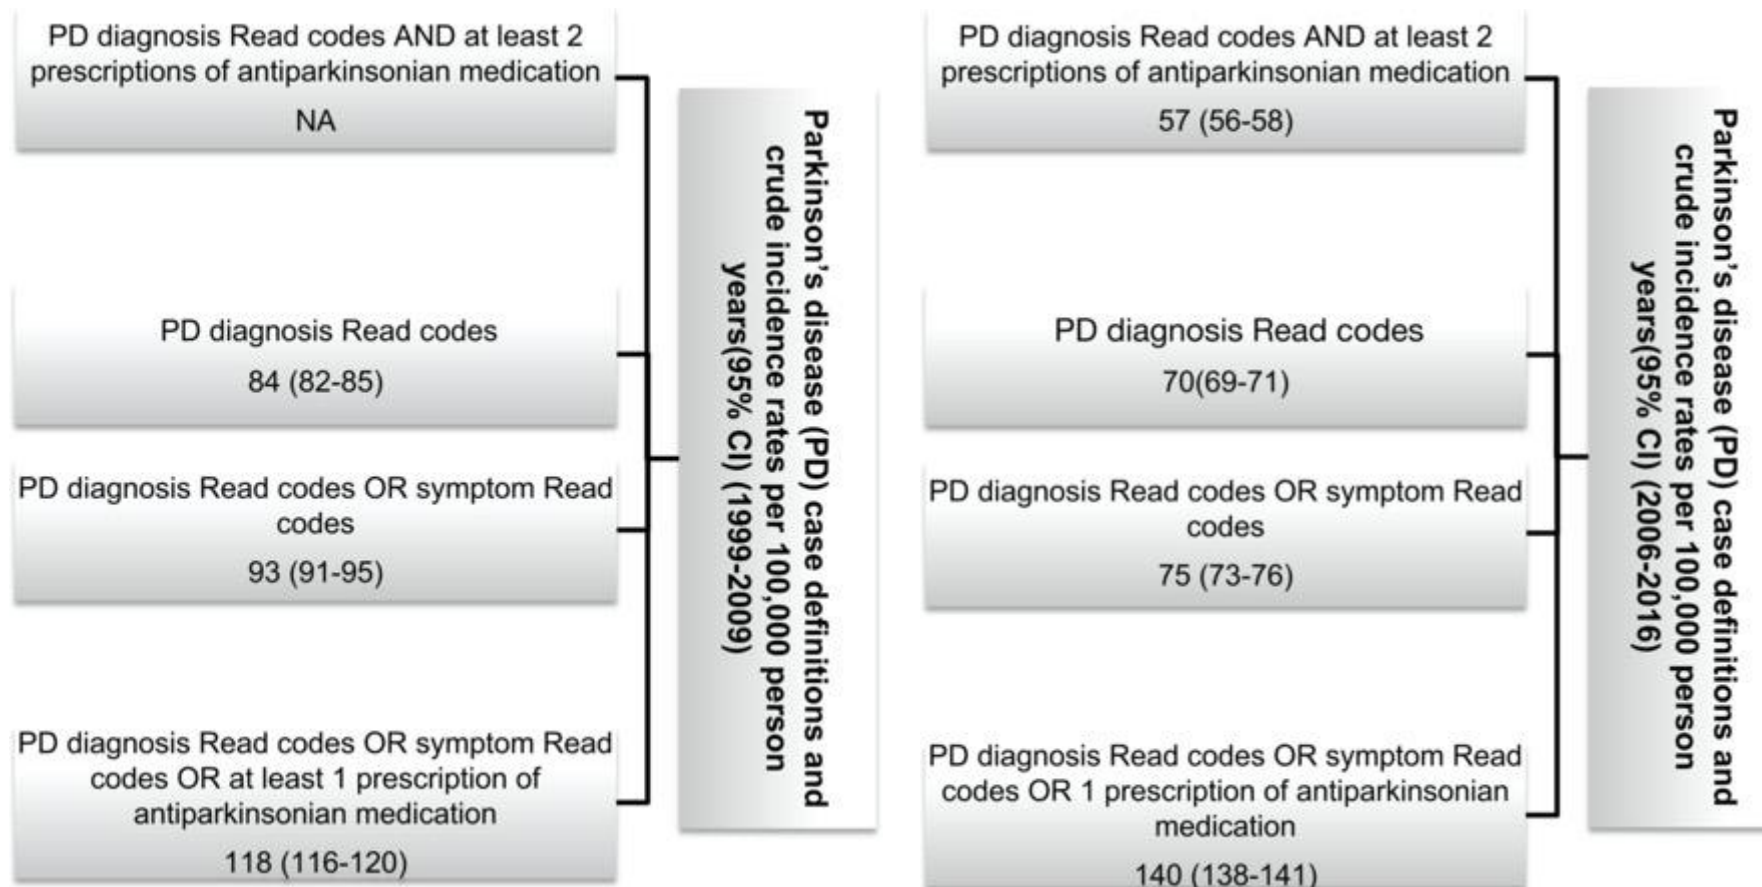 PD diagnosis Read codes AND at least 2
prescriptions of antiparkinsonian medication
NA
PD diagnosis Read codes
84 (82-85)
PD diagnosis Read codes OR symptom Read
codes
93 (91-95)
PD diagnosis Read codes OR symptom Read
codes OR at least 1 prescription of
antiparkinsonian medication
118 (116-120)
Parkinson's disease (PD) case definitions and
crude incidence rates per 100,000 person
years(95% CI) (1999-2009)
PD diagnosis Read codes AND at least 2
prescriptions of antiparkinsonian medication
57 (56-58)
PD diagnosis Read codes
70(69-71)
PD diagnosis Read codes OR symptom Read
codes
75 (73-76)
PD diagnosis Read codes OR symptom Read
codes OR 1 prescription of antiparkinsonian
medication
140 (138-141)
Parkinson's disease (PD) case definitions and
crude incidence rates per 100,000 person
years(95% CI) (2006-2016)